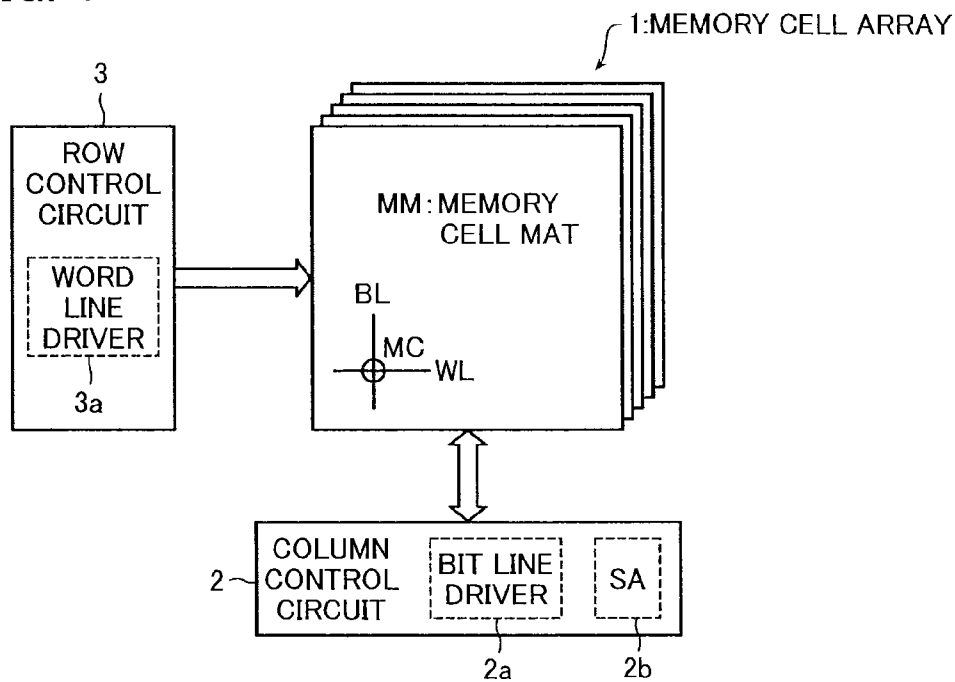 1:MEMORY CELL ARRAY
3
ROW
CONTROL
CIRCUIT
WORD
LINE
DRIVER
3a
MM:MEMORY
CELL MAT
BL
MC
WL
2
COLUMN
CONTROL
CIRCUIT
BIT LINE
DRIVER
SA
2a
2b